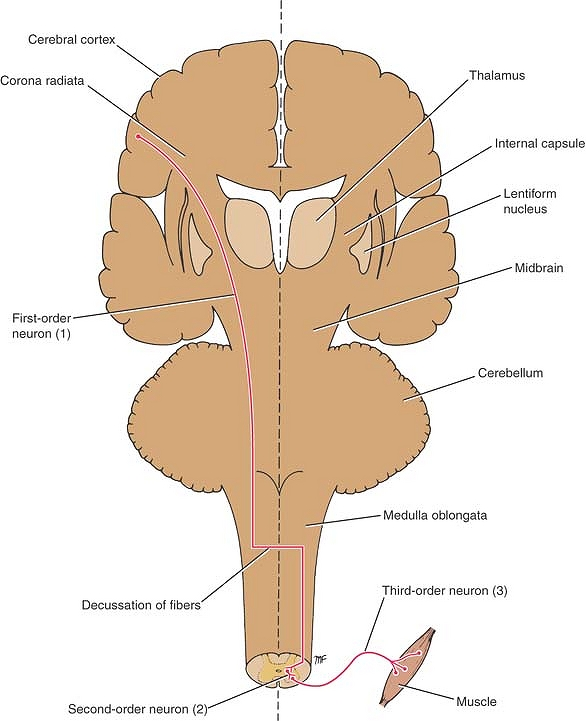 Cerebral cortex
Corona radiata
Thalamus
Internal capsule
Lentiform
nucleus
Midbrain
First-order
neuron (1)
Cerebellum
Medulla oblongata
Decussation of fibers
Third-order neuron (3)
MF
Second-order neuron (2)
Muscle